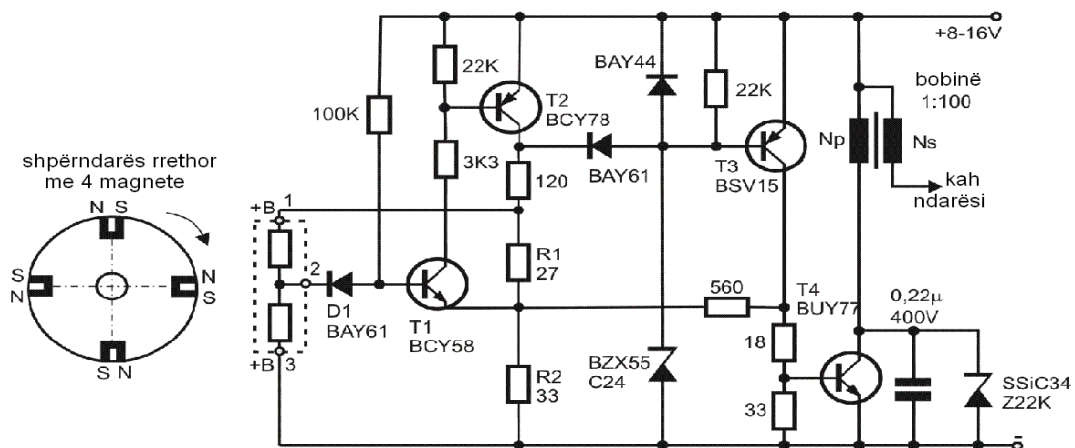 +8-16V
22K
BAY44
22K
bobinë
1:100
100K
T2
BCY78
3K3
120
BAY61
T3
BSV15
Np
Ns
kah
ndarësi
shpërndarës rrethor
me 4 magnete
N S
S
N
N
S
S N
+B
1
2
+B
3
D1
BAY61
T1
BCY58
R1
27
R2
33
560
T4
BUY77
0,22µ
400V
BZX55
C24
18
33
SSiC34
Z22K
-